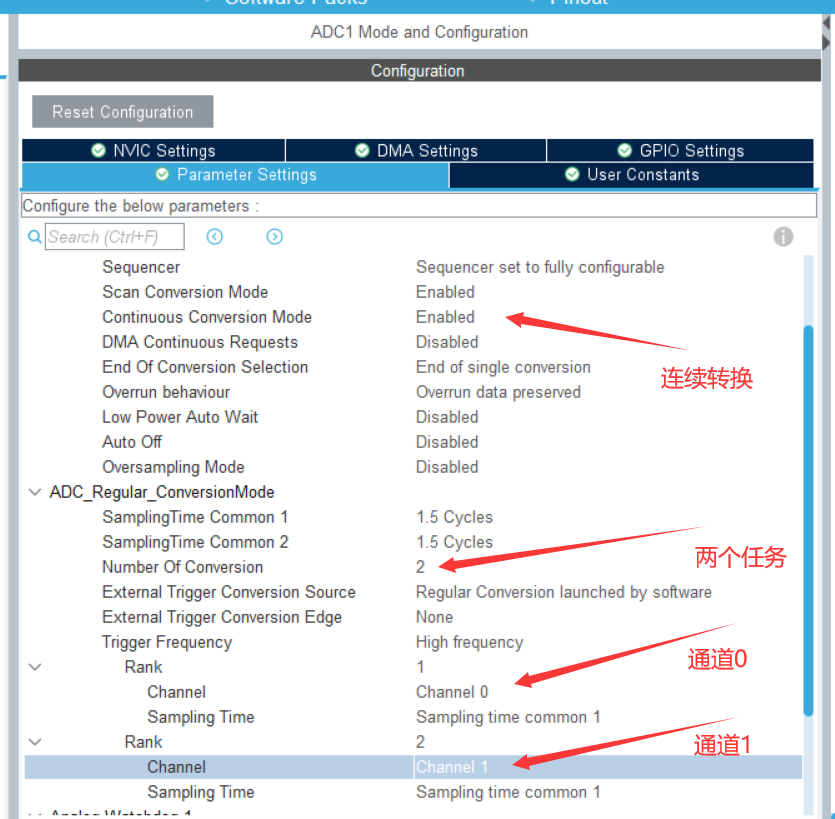 Software Packs
Pinout
ADC1 Mode and Configuration
Configuration
Reset Configuration
NVIC Settings
DMA Settings
GPIO Settings
Parameter Settings
User Constants
Configure the below parameters :
Search (Ctrl+F)
Sequencer Sequencer set to fully configurable
Scan Conversion Mode Enabled
Continuous Conversion Mode Enabled
DMA Continuous Requests Disabled
连续转换
End Of Conversion Selection End of single conversion
Overrun behaviour Overrun data preserved
Low Power Auto Wait Disabled
Auto Off Disabled
Oversampling Mode Disabled
ADC_Regular_ConversionMode
SamplingTime Common 1 1.5 Cycles
SamplingTime Common 2 1.5 Cycles
两个任务
Number Of Conversion 2
External Trigger Conversion Source Regular Conversion launched by software
External Trigger Conversion Edge None
Trigger Frequency High frequency
Rank 1
通道0
Channel Channel 0
Sampling Time Sampling time common 1
Rank 2
通道1
Channel Channel 1
Sampling Time Sampling time common 1
Analog Watchdog 1